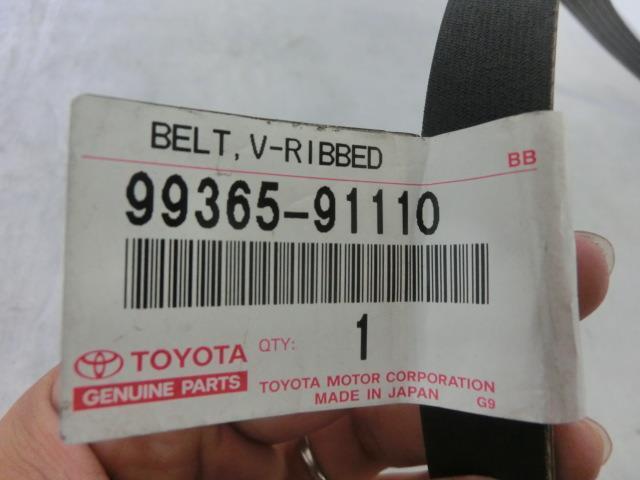 BELT, V-RIBBED
BB
99365-91110
TOYOTA
GENUINE PARTS
QTY: 1
TOYOTA MOTOR CORPORATION
MADE IN JAPAN G9